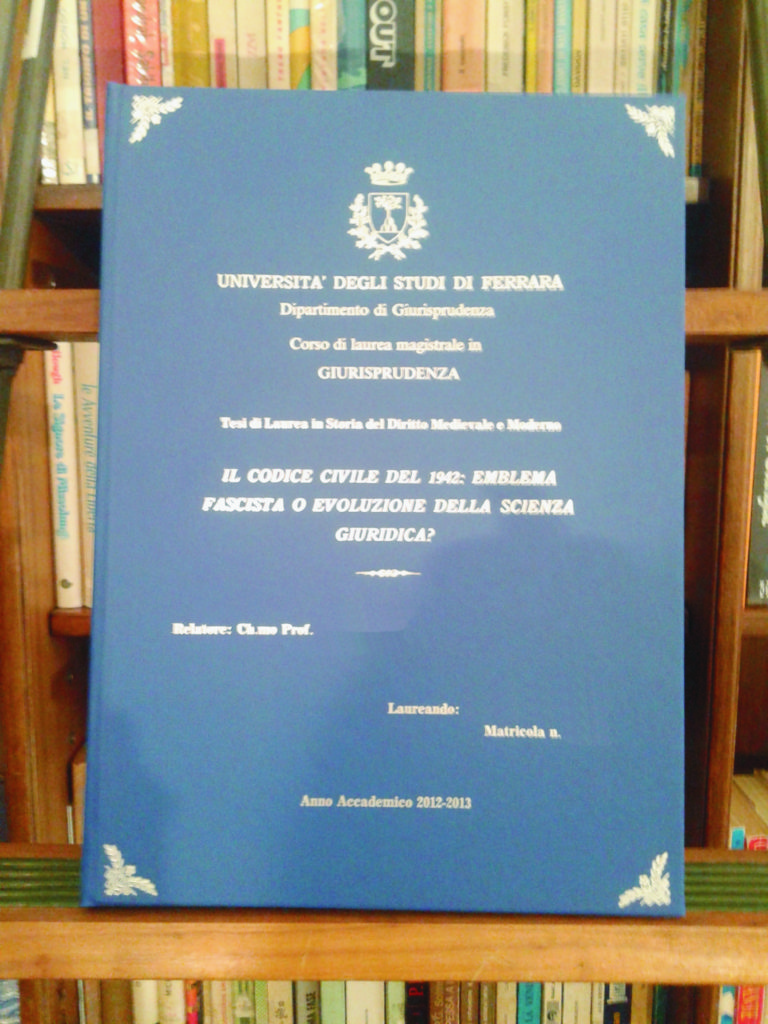 OUT
UNIVERSITA' DEGLI STUDI DI FERRARA
Dipartimento di Giurisprudenza
Corso di laurea magistrale in
GIURISPRUDENZA
Tesi di Laurea in Storia del Diritto Medievale e Moderno
IL CODICE CIVILE DEL 1942: EMBLEMA
FASCISTA O EVOLUZIONE DELLA SCIENZA
GIURIDICA?
Relatore: Ch.mo Prof.
Laureando:
Matricola n.
Anno Accademico 2012-2013